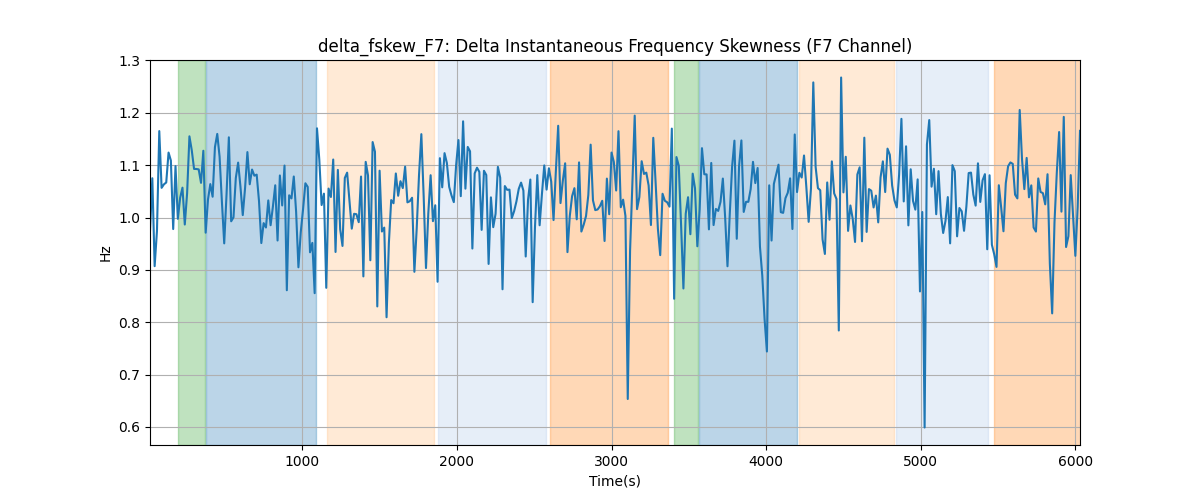 delta_fskew_F7: Delta Instantaneous Frequency Skewness (F7 Channel)
1.3
1.2
1.1
1.0
0.9
0.8
0.7
0.6
Hz
1000 2000 3000 4000 5000 6000
Time(s)